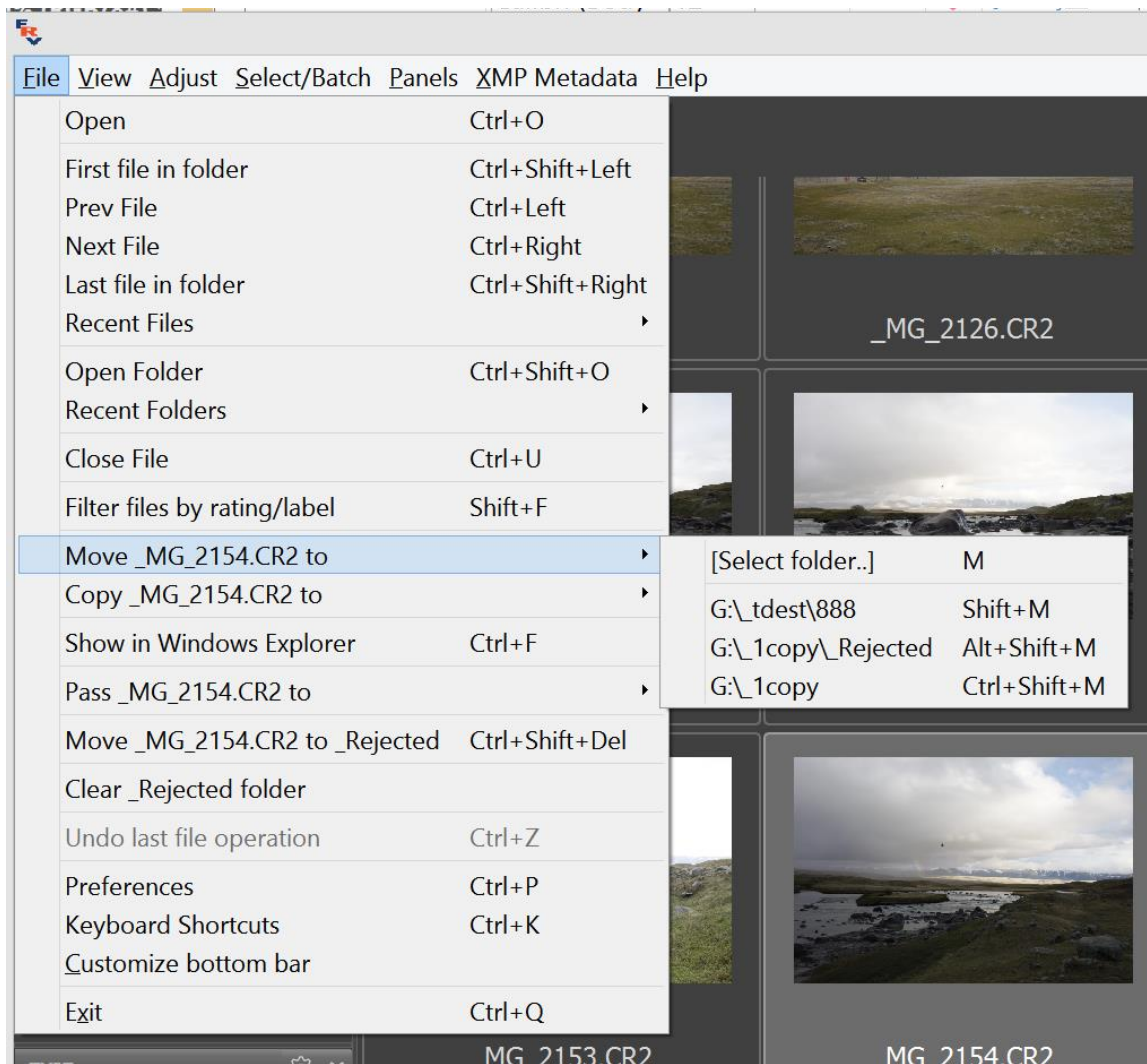 FRV
File View Adjust Select/Batch Panels XMP Metadata Help
Open Ctrl+O
First file in folder Ctrl+Shift+Left
Prev File Ctrl+Left
Next File Ctrl+Right
Last file in folder Ctrl+Shift+Right
Recent Files
Open Folder Ctrl+Shift+O
Recent Folders
Close File Ctrl+U
Filter files by rating/label Shift+F
Move _MG_2154.CR2 to
Copy _MG_2154.CR2 to
Show in Windows Explorer Ctrl+F
Pass _MG_2154.CR2 to
Move _MG_2154.CR2 to _Rejected Ctrl+Shift+Del
Clear _Rejected folder
Undo last file operation Ctrl+Z
Preferences Ctrl+P
Keyboard Shortcuts Ctrl+K
Customize bottom bar
Exit Ctrl+Q
[Select folder..] M
G:\_tdest\888 Shift+M
G:\_1copy\_Rejected Alt+Shift+M
G:\_1copy Ctrl+Shift+M
_MG_2126.CR2
MG_2153.CR2
MG_2154.CR2